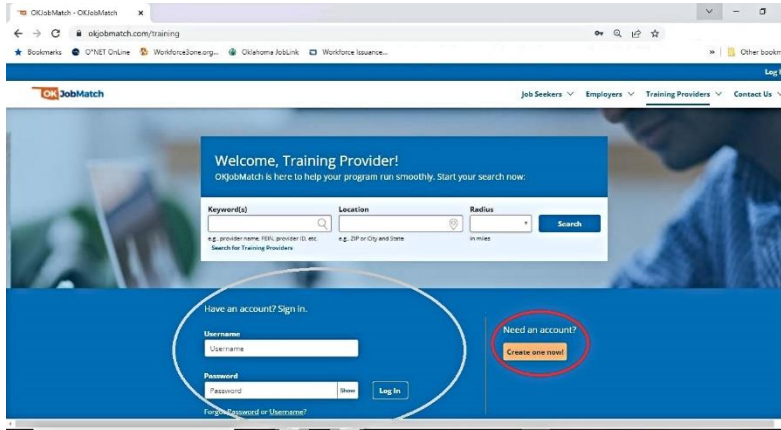 OKJobMatch - OKJobMatch
okjobmatch.com/training
Bookmarks O*NET OnLine Workforce3one.org... Oklahoma JobLink Workforce Issuance... » Other bookm
Log I
OK JobMatch
Job Seekers Employers Training Providers Contact Us
Welcome, Training Provider!
OKJobMatch is here to help your program run smoothly. Start your search now:
Keyword(s) Location Radius
Search
e.g., provider name, FEIN, provider ID, etc. e.g., ZIP or City and State in miles
Search for Training Providers
Have an account? Sign in.
Username
Username
Password
Password Show Log In
Forgot Password or Username?
Need an account?
Create one now!